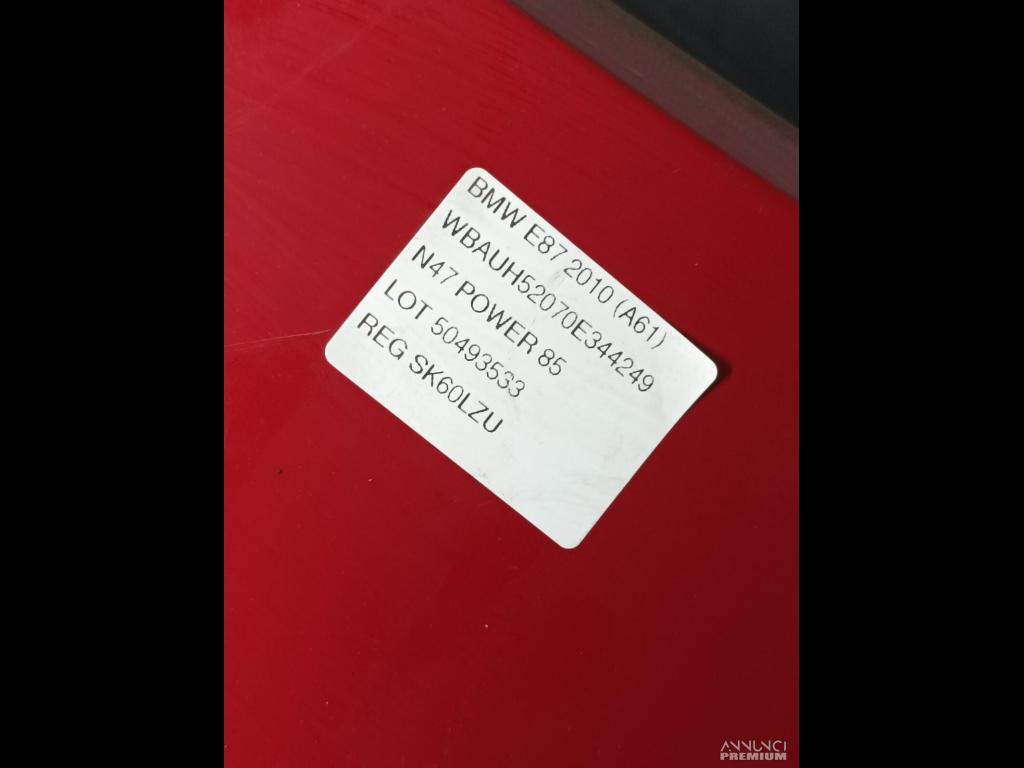 BMW E87 2010 (A61)
WBAUH52070E344249
N47 POWER 85
LOT 50493533
REG SK60LZU
ANNUNCI
PREMIUM